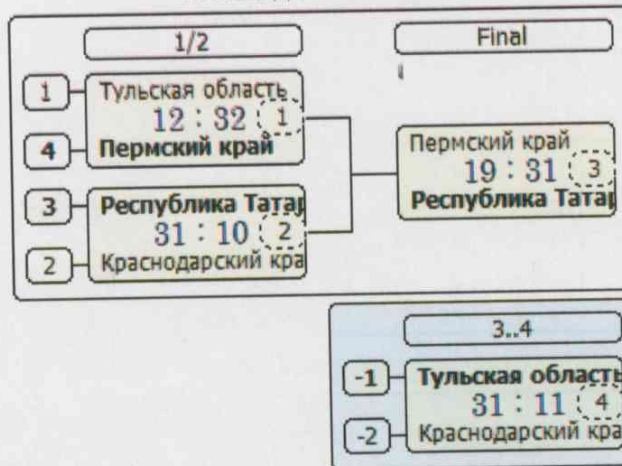 1/2
Final
1
Тульская область
12 : 32
1
4
Пермский край
3
Республика Татар
31 : 10
2
2
Краснодарский кра
Пермский край
19 : 31
3
Республика Татар
3..4
-1
Тульская область
31 : 11
4
-2
Краснодарский кра